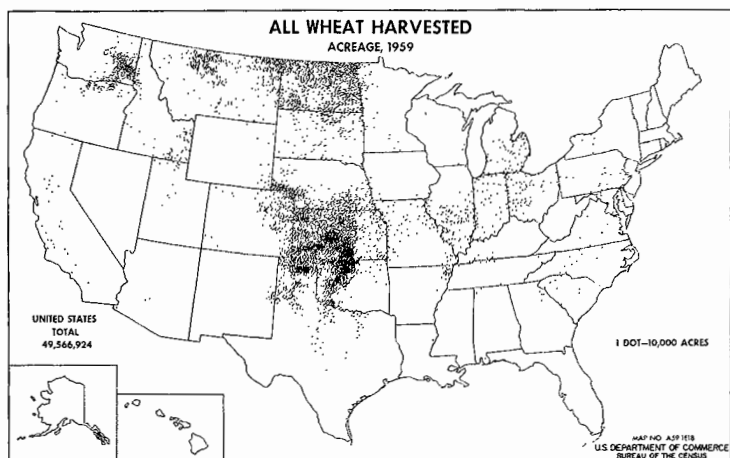 ALL WHEAT HARVESTED
ACREAGE, 1959
UNITED STATES
TOTAL
49,566,924
1 DOT—10,000 ACRES
MAP NO. A59-1E18
U.S. DEPARTMENT OF COMMERCE
BUREAU OF THE CENSUS